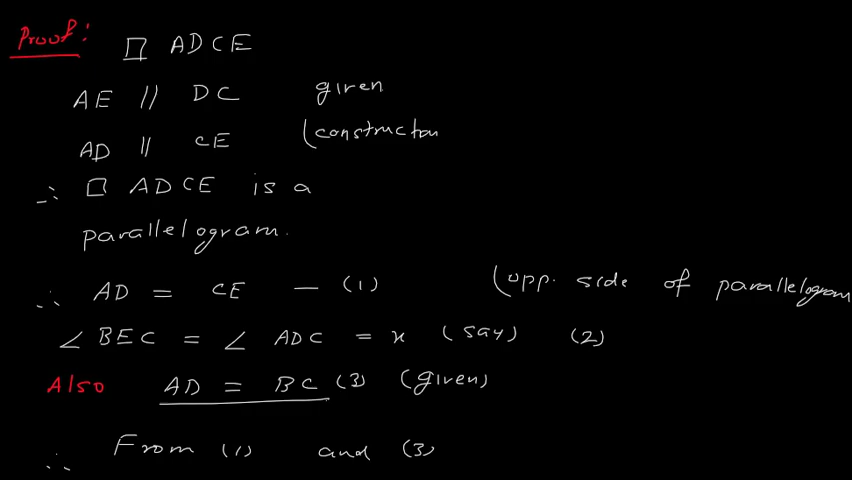 Proof: □ ADCE
AE // DC given
AD // CE (constructon
∴ □ ADCE is a
parallelogram.
∴ AD = CE — (1) (opp. side of parallelogram
∠ BEC = ∠ ADC = x (say) (2)
Also AD = BC (3) (given)
∴ From (1) and (3)